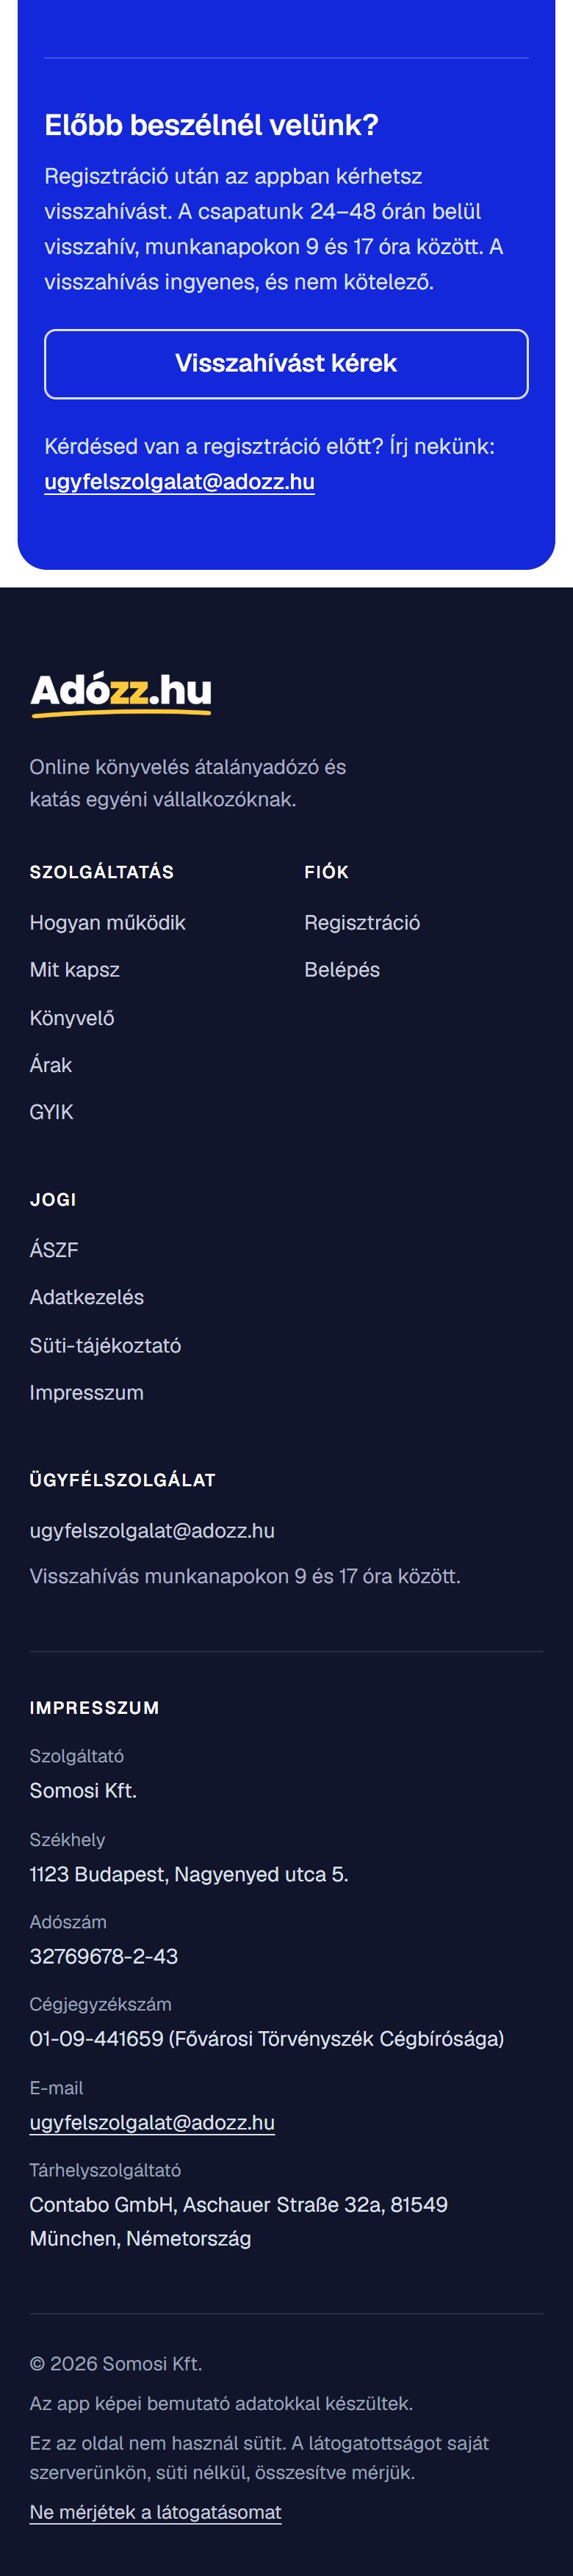 Előbb beszélnél velünk?
Regisztráció után az appban kérhetsz
visszahívást. A csapatunk 24–48 órán belül
visszahív, munkanapokon 9 és 17 óra között. A
visszahívás ingyenes, és nem kötelező.
Visszahívást kérek
Kérdésed van a regisztráció előtt? Írj nekünk:
ugyfelszolgalat@adozz.hu
Adózz.hu
Online könyvelés átalányadózó és
katás egyéni vállalkozóknak.
SZOLGÁLTATÁS
Hogyan működik
Mit kapsz
Könyvelő
Árak
GYIK
FIÓK
Regisztráció
Belépés
JOGI
ÁSZF
Adatkezelés
Süti-tájékoztató
Impresszum
ÜGYFÉLSZOLGÁLAT
ugyfelszolgalat@adozz.hu
Visszahívás munkanapokon 9 és 17 óra között.
IMPRESSZUM
Szolgáltató
Somosi Kft.
Székhely
1123 Budapest, Nagyenyed utca 5.
Adószám
32769678-2-43
Cégjegyzékszám
01-09-441659 (Fővárosi Törvényszék Cégbírósága)
E-mail
ugyfelszolgalat@adozz.hu
Tárhelyszolgáltató
Contabo GmbH, Aschauer Straße 32a, 81549
München, Németország
© 2026 Somosi Kft.
Az app képei bemutató adatokkal készültek.
Ez az oldal nem használ sütit. A látogatottságot saját
szerverünkön, süti nélkül, összesítve mérjük.
Ne mérjétek a látogatásomat